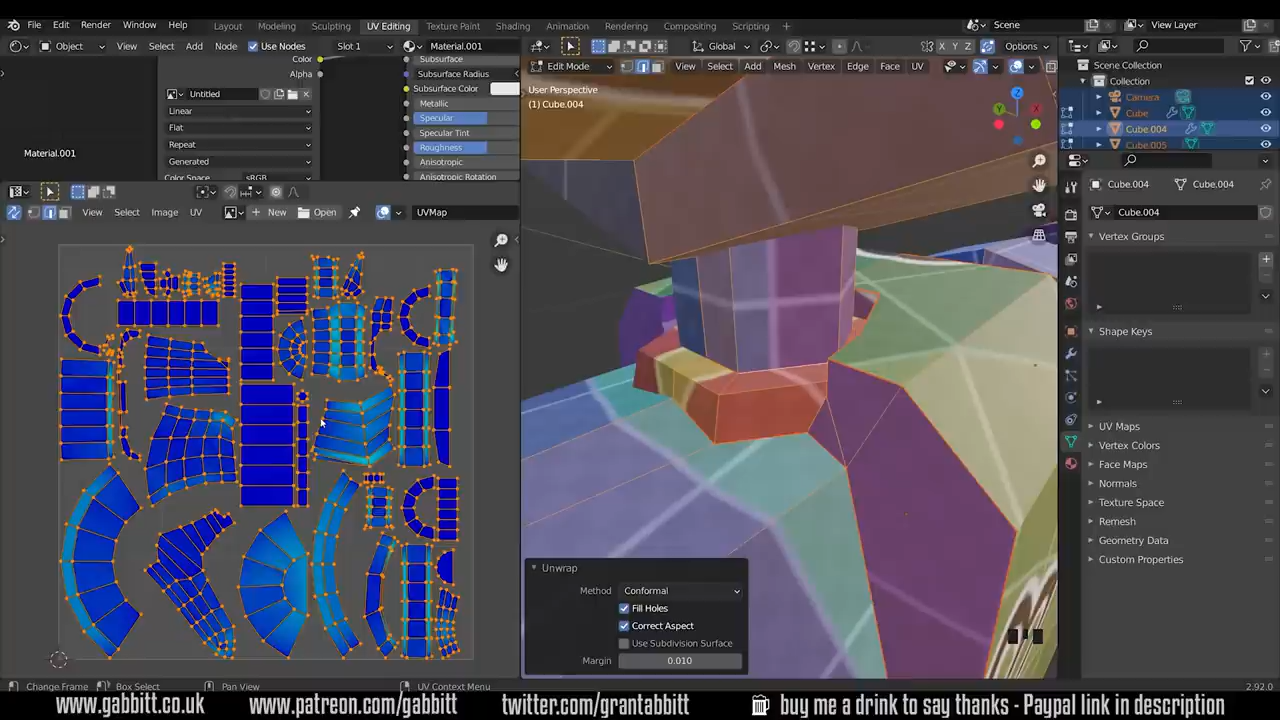 File Edit Render Window Help Layout Modeling Sculpting UV Editing Texture Paint Shading Animation Rendering Compositing Scripting + Scene View Layer
Object View Select Add Node Use Nodes Slot 1 Material.001 Global X Y Z Options
Edit Mode View Select Add Mesh Vertex Edge Face UV
Color
Alpha
Untitled
Linear
Flat
Repeat
Generated
Color Space sRGB
Material.001
Subsurface
Subsurface Radius
Subsurface Color
Metallic
Specular
Specular Tint
Roughness
Anisotropic
Anisotropic Rotation
View Select Image UV + New Open UVMap
User Perspective
(1) Cube.004
Z
Y
X
Unwrap
Method Conformal
Fill Holes
Correct Aspect
Use Subdivision Surface
Margin 0.010
Scene Collection
Collection
Camera
Cube
Cube.004
Cube.005
Cube.004 Cube.004
Cube.004
Vertex Groups
Shape Keys
UV Maps
Vertex Colors
Face Maps
Normals
Texture Space
Remesh
Geometry Data
Custom Properties
Change Frame Box Select Pan View UV Context Menu 2.92.0
www.gabbitt.co.uk www.patreon.com/gabbitt twitter.com/grantabbitt buy me a drink to say thanks - Paypal link in description